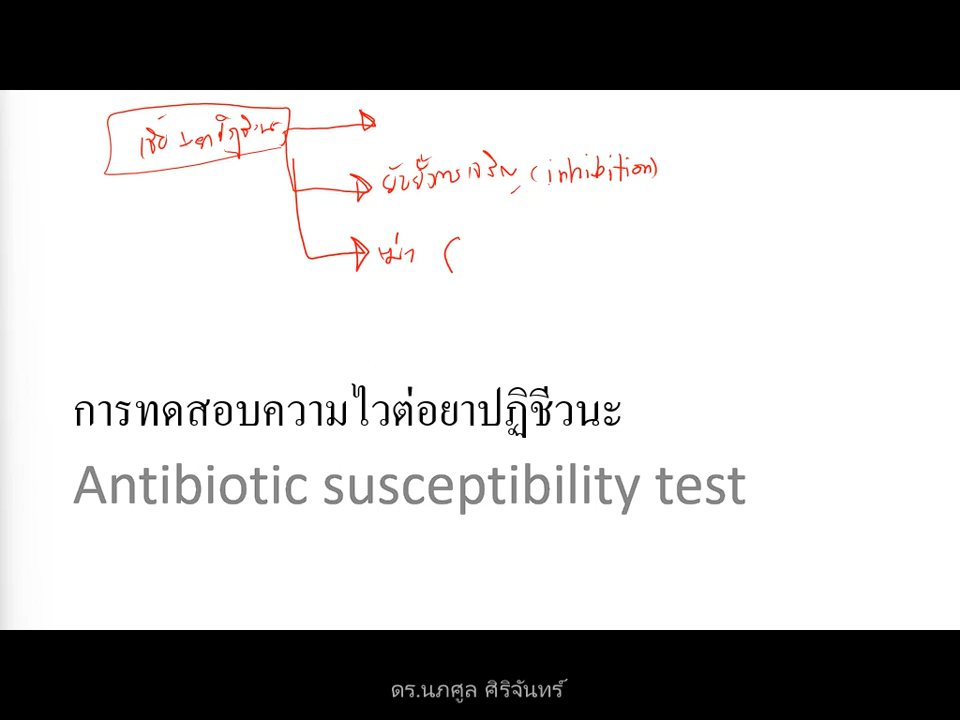 ยับยั้งการเจริญ (inhibition)
ฆ่า (
การทดสอบความไวต่อยาปฏิชีวนะ
Antibiotic susceptibility test
ดร.นภศูล ศิริจันทร์